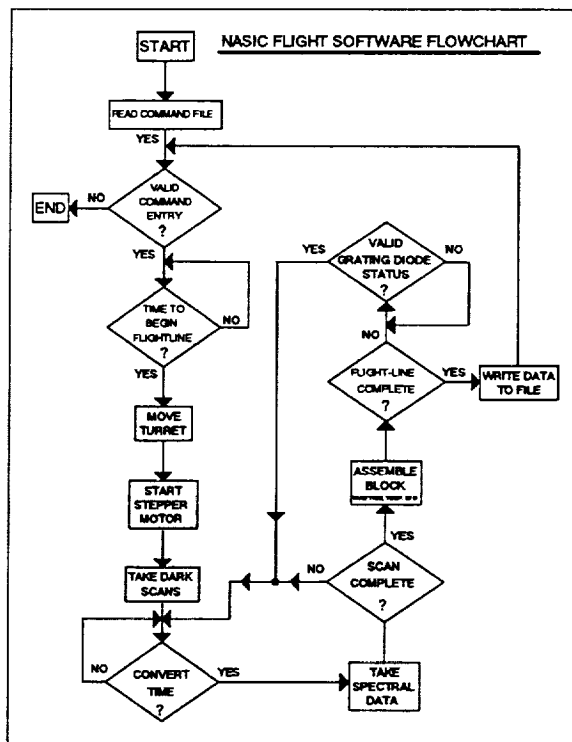 NASIC FLIGHT SOFTWARE FLOWCHART
START
READ COMMAND FILE
YES
VALID
COMMAND
ENTRY
?
NO
END
YES
TIME TO
BEGIN
FLIGHTLINE
?
NO
YES
MOVE
TURRET
START
STEPPER
MOTOR
TAKE DARK
SCANS
CONVERT
TIME
?
NO
YES
TAKE
SPECTRAL
DATA
SCAN
COMPLETE
?
NO
YES
ASSEMBLE
BLOCK
FLIGHT-LINE
COMPLETE
?
YES
WRITE DATA
TO FILE
NO
VALID
GRATING DIODE
STATUS
?
YES
NO